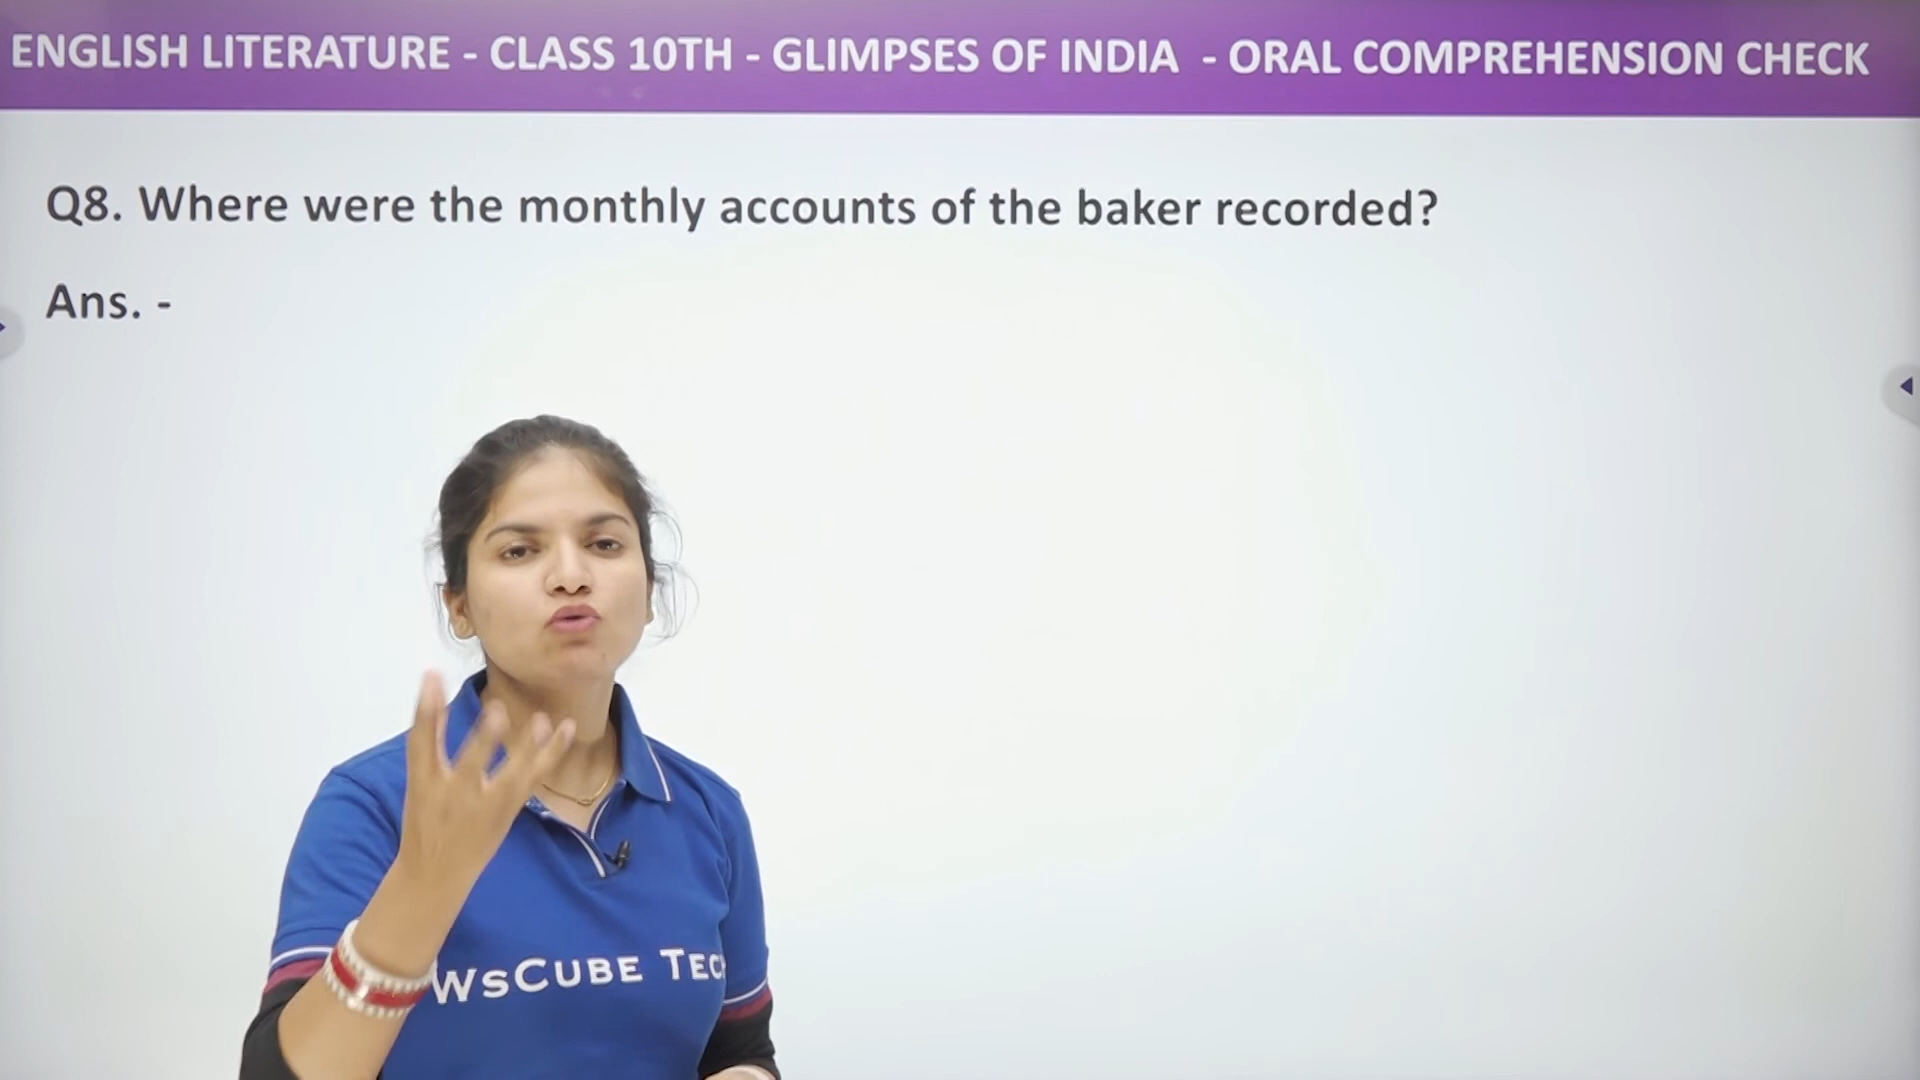 ENGLISH LITERATURE - CLASS 10TH - GLIMPSES OF INDIA - ORAL COMPREHENSION CHECK
Q8. Where were the monthly accounts of the baker recorded?
Ans. -
WSCUBE TEC